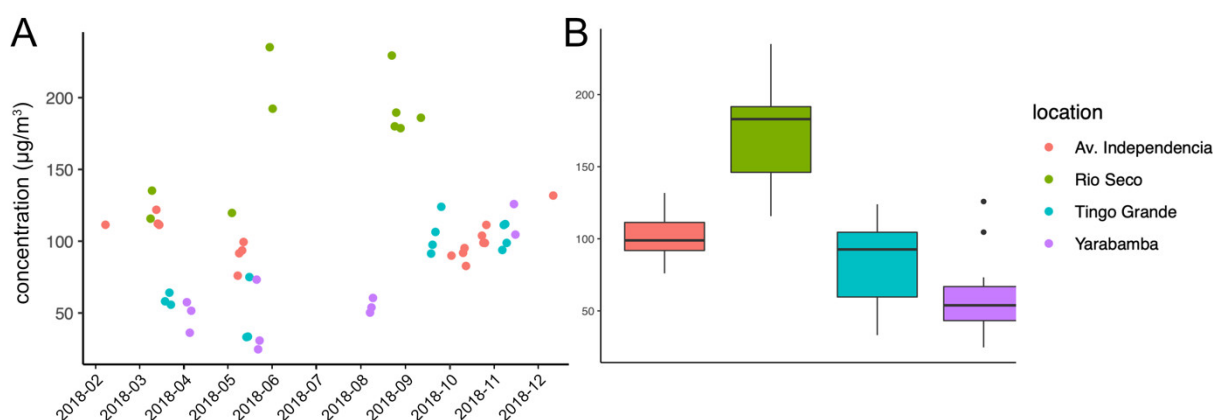 A
concentration (µg/m³)
200
150
100
50
2018-02
2018-03
2018-04
2018-05
2018-06
2018-07
2018-08
2018-09
2018-10
2018-11
2018-12
B
200
150
100
50
location
Av. Independencia
Rio Seco
Tingo Grande
Yarabamba